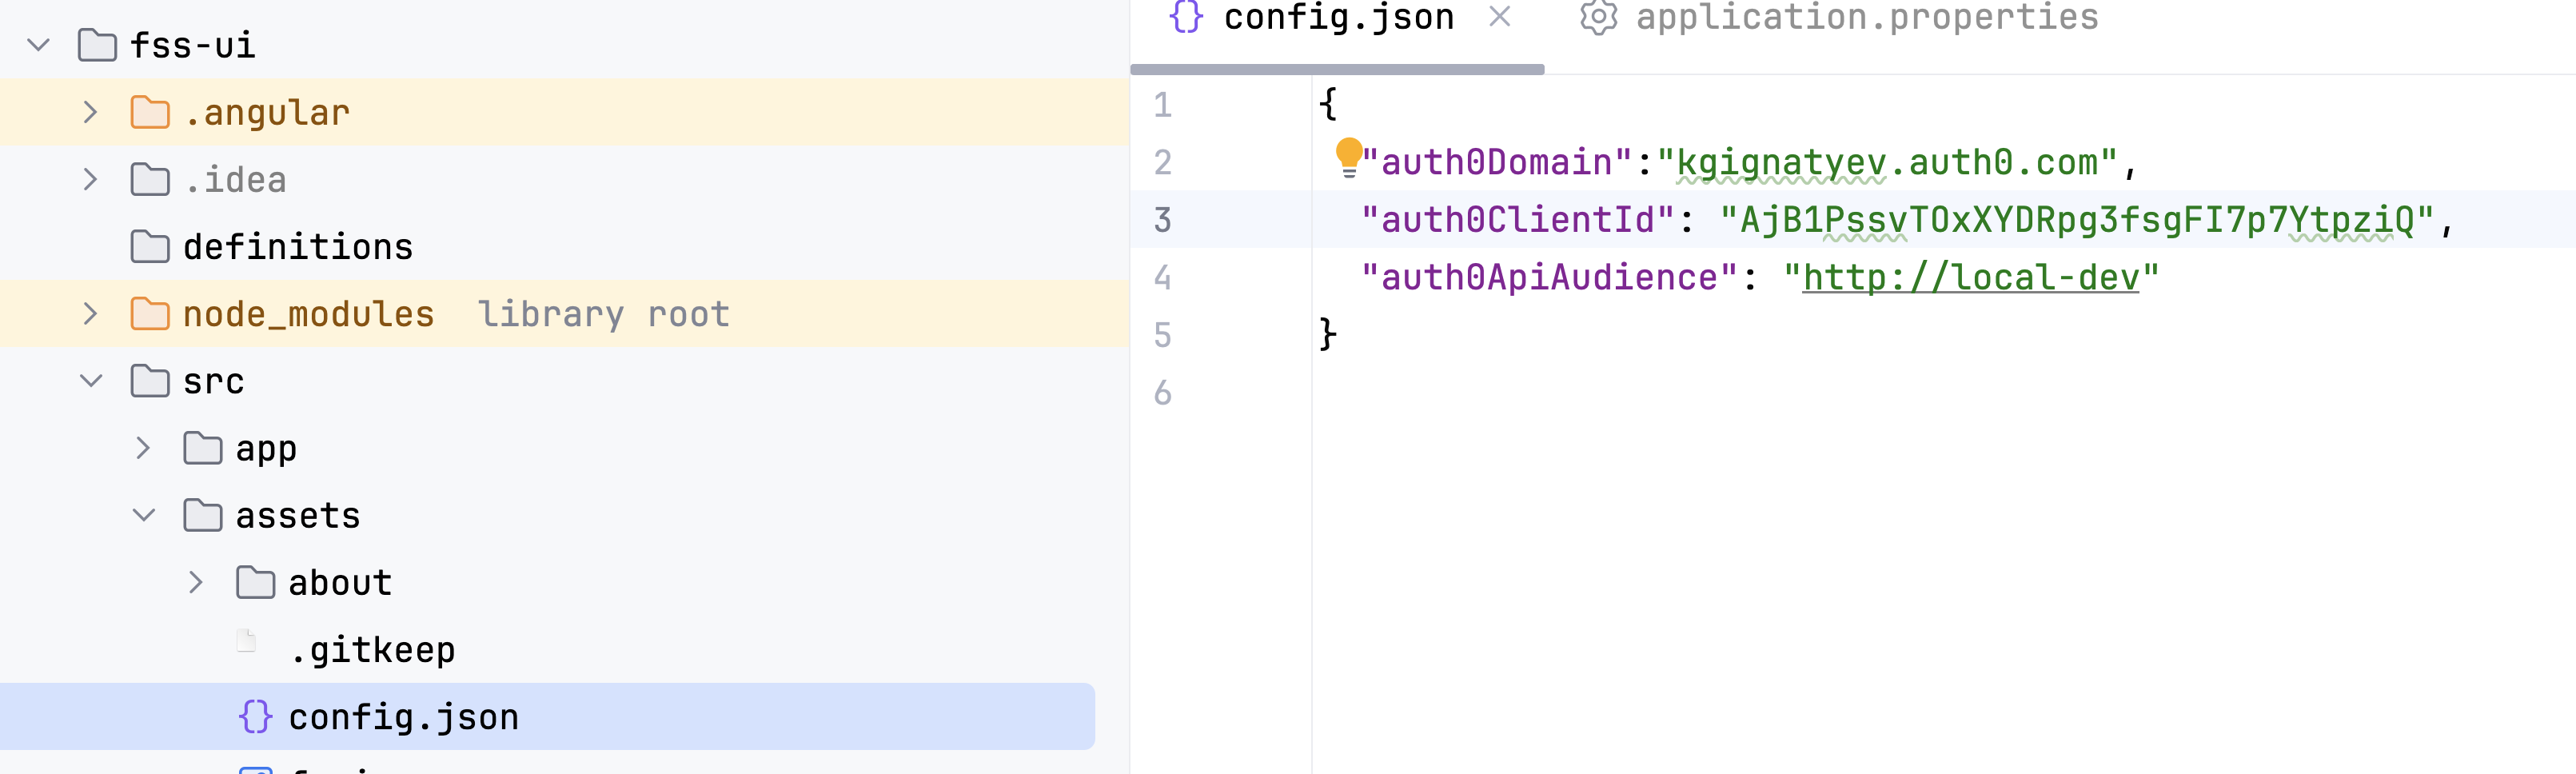 fss-ui
.angular
.idea
definitions
node_modules library root
src
app
assets
about
.gitkeep
config.json
config.json
application.properties
1 {
2 "auth0Domain":"kgignatyev.auth0.com",
3 "auth0ClientId": "AjB1PssvTOxXYDRpg3fsgFI7p7YtpziQ",
4 "auth0ApiAudience": "http://local-dev"
5 }
6